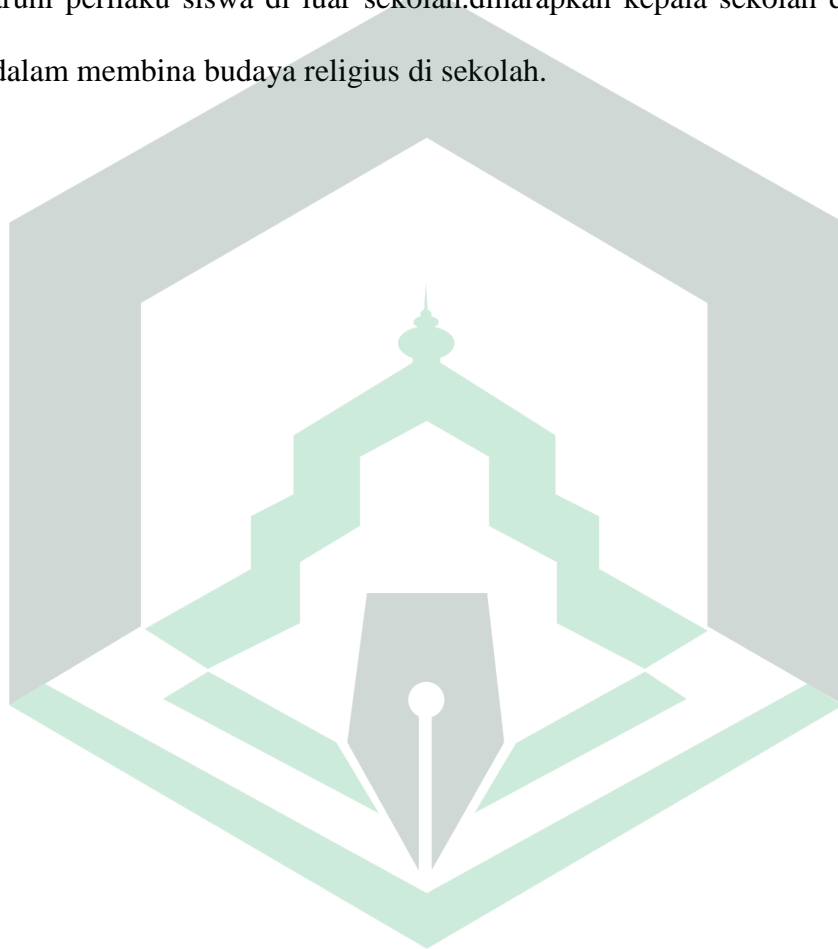 perilaku siswa di luar sekolah.diharapkan kepala sekolah
dalam membina budaya religius di sekolah.